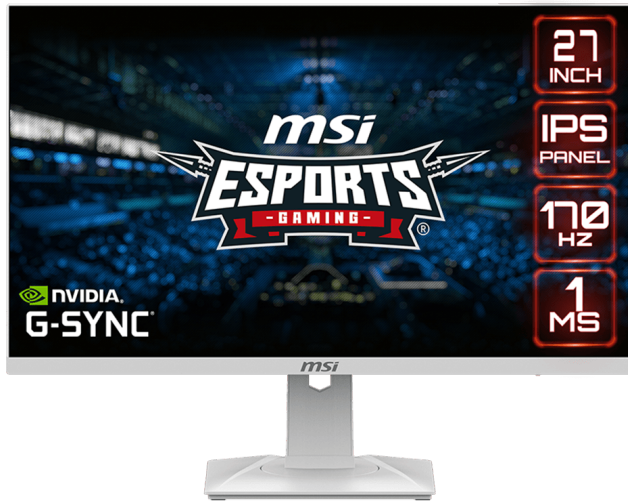 msi
ESPORTS
- GAMING -
®
27
INCH
IPS
PANEL
170
HZ
1
MS
NVIDIA.
G-SYNC
msi